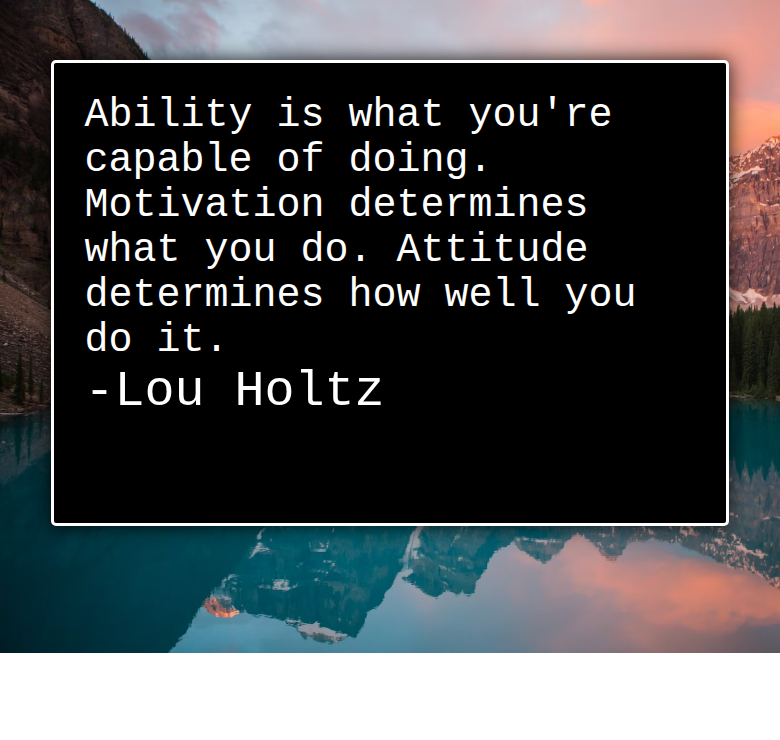 Ability is what you're
capable of doing.
Motivation determines
what you do. Attitude
determines how well you
do it.
-Lou Holtz